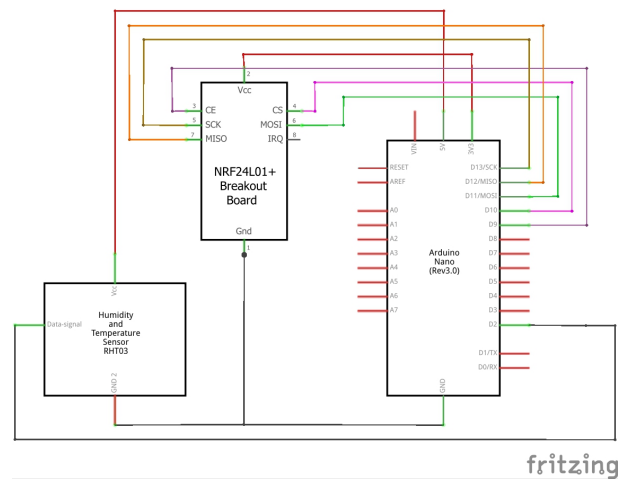 2
Vcc
3
CE
CS
4
5
SCK
MOSI
6
7
MISO
IRQ
8
NRF24L01+
Breakout
Board
Gnd
1
VIN
5V
3V3
RESET
AREF
A0
A1
A2
A3
A4
A5
A6
A7
D13/SCK
D12/MISO
D11/MOSI
D10
D9
D8
D7
D6
D5
D4
D3
D2
D1/TX
D0/RX
Arduino
Nano
(Rev3.0)
GND
Vcc
Data-signal
Humidity
and
Temperature
Sensor
RHT03
GND 2
fritzing